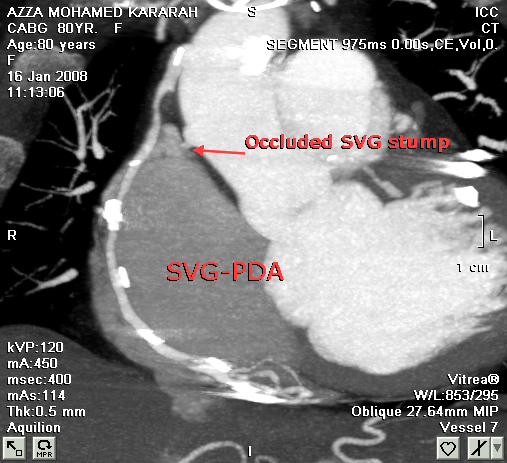 AZZA MOHAMED KARARAH
CABG 80YR. F
Age:80 years
F
16 Jan 2008
11:13:06
S
ICC
CT
SEGMENT 975ms 0.00s,CE,Vol,0.
Occluded SVG stump
R
L
SVG-PDA
1 cm
kVP:120
mA:450
msec:400
mAs:114
Thk:0.5 mm
Aquilion
Vitrea®
W/L:853/295
Oblique 27.64mm MIP
Vessel 7
I
MPR